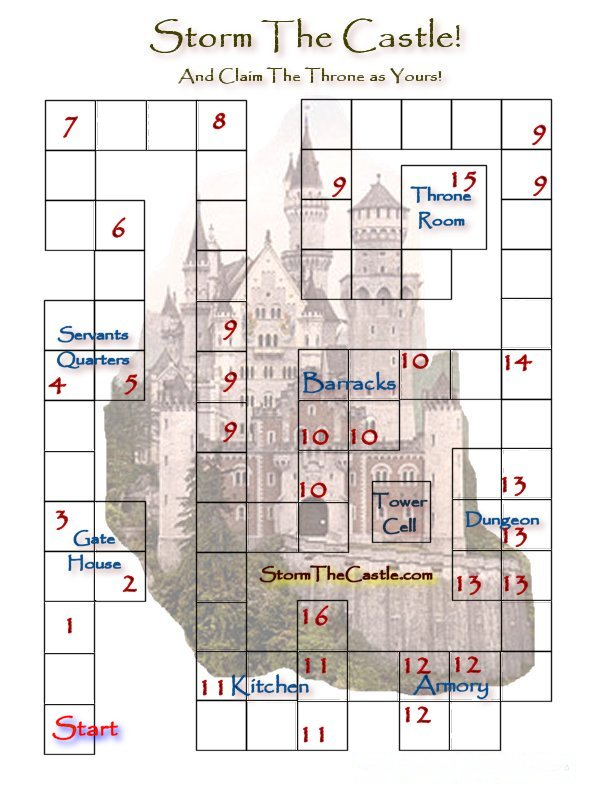 Storm The Castle!
And Claim The Throne as Yours!
7
8
9
9
15
9
Throne
Room
6
Servants
Quarters
9
4
5
9
Barracks
10
14
9
10
10
3
10
Tower
Cell
13
Dungeon
13
Gate
House
2
StormTheCastle.com
13
13
1
16
11
Kitchen
11
12
12
Armory
Start
11
12